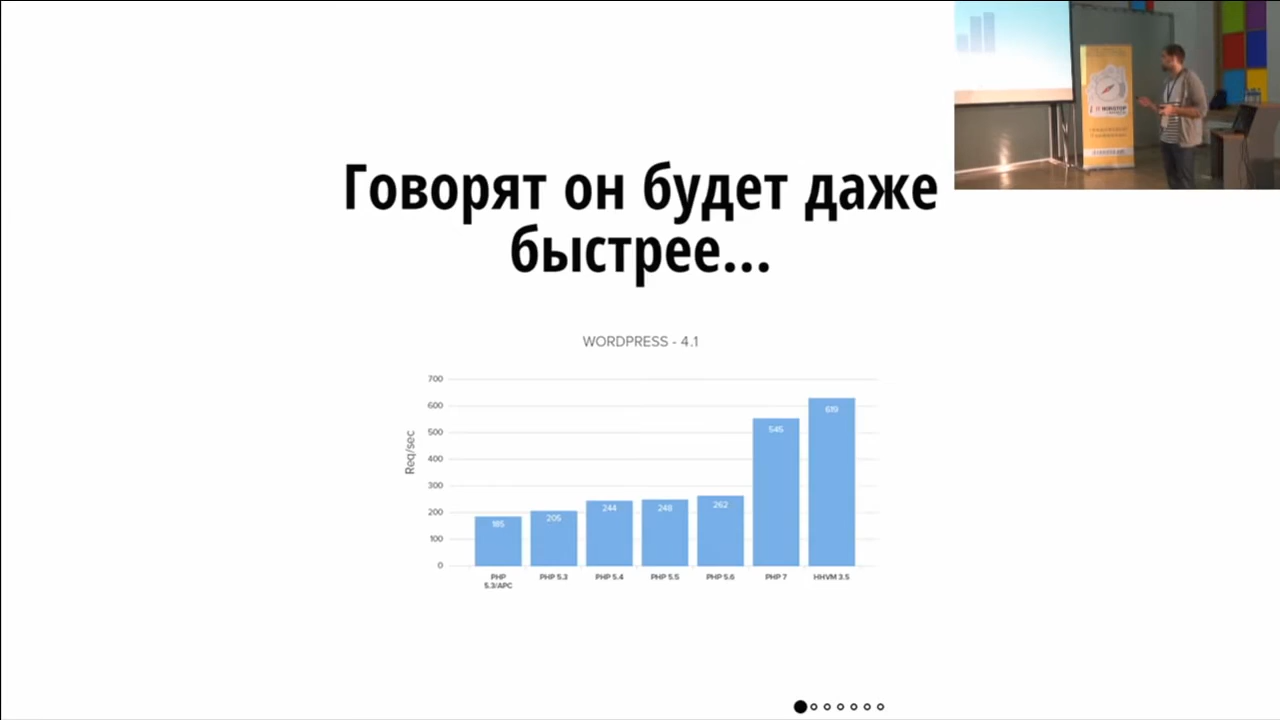 Говорят он будет даже
быстрее...
WORDPRESS - 4.1
Req/sec
700
600
500
400
300
200
100
0
185
205
244
248
262
545
619
PHP
5.3/APC
PHP 5.3
PHP 5.4
PHP 5.5
PHP 5.6
PHP 7
HHVM 3.5